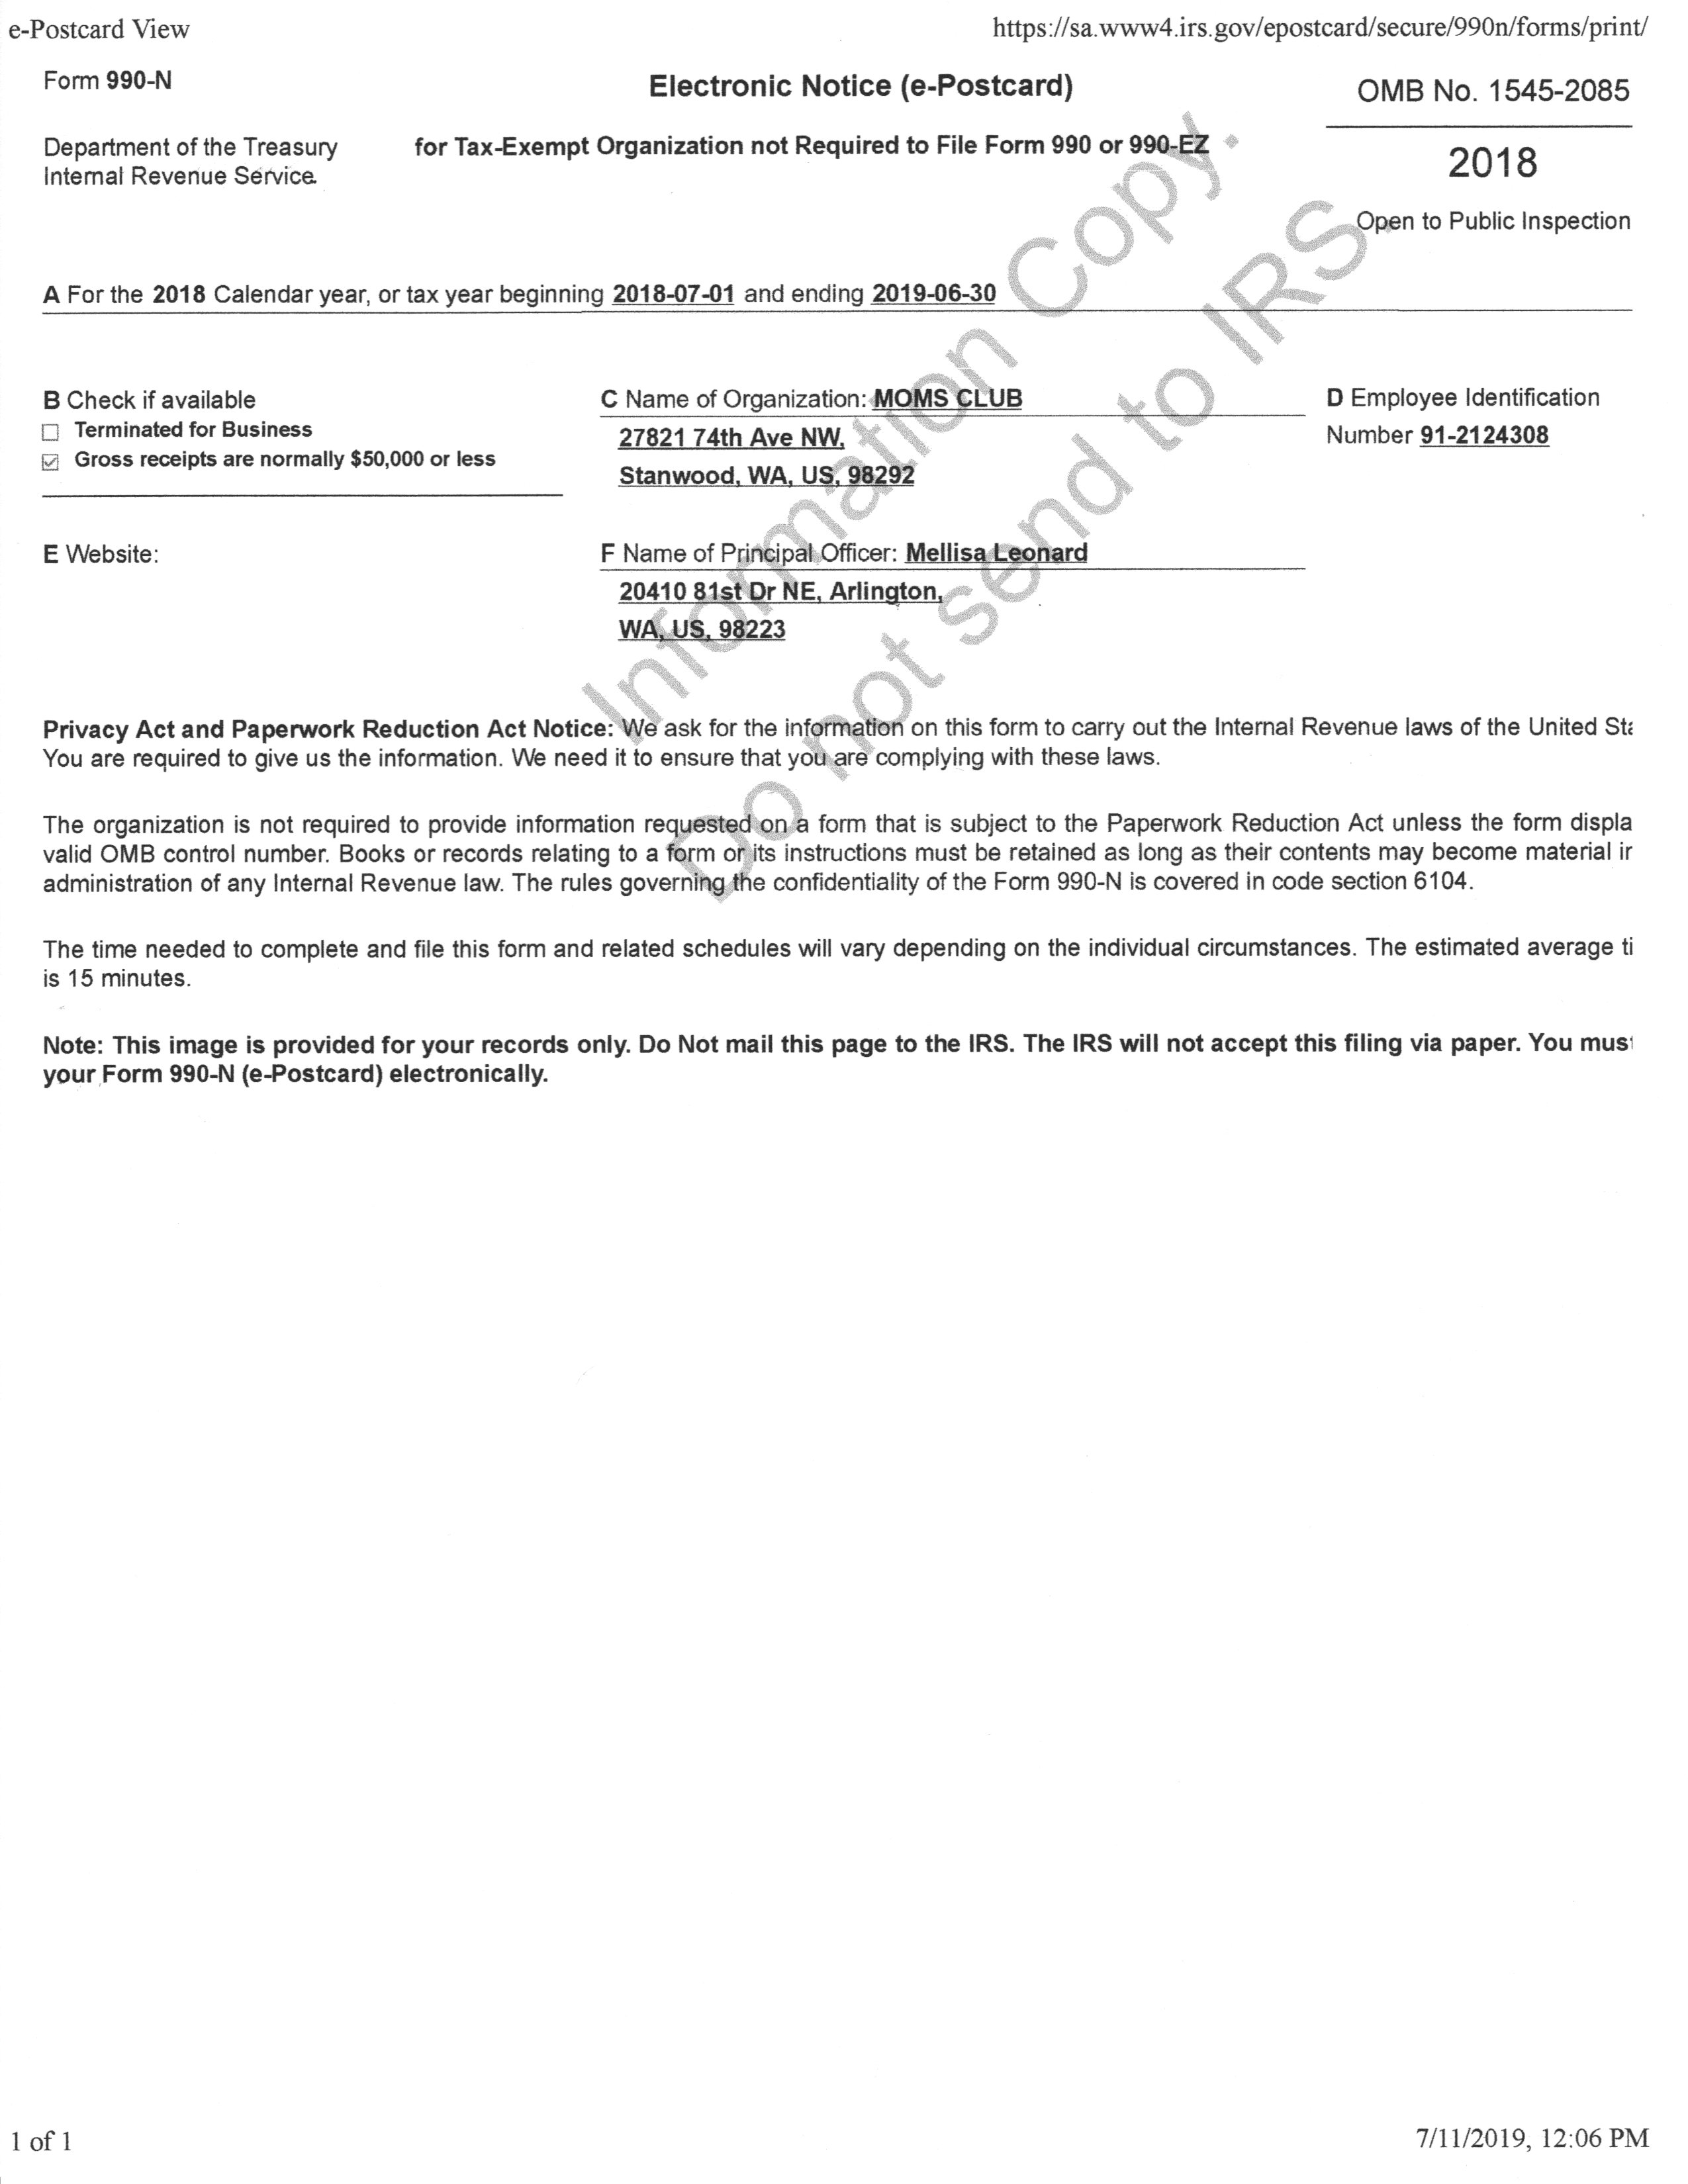 e-Postcard View https://sa.www4.irs.gov/epostcard/secure/990n/forms/print/
Form 990-N Electronic Notice (e-Postcard) OMB No. 1545-2085
Department of the Treasury for Tax-Exempt Organization not Required to File Form 990 or 990-EZ
Internal Revenue Service
2018
Open to Public Inspection
A For the 2018 Calendar year, or tax year beginning 2018-07-01 and ending 2019-06-30
B Check if available
Terminated for Business
Gross receipts are normally $50,000 or less
C Name of Organization: MOMS CLUB
27821 74th Ave NW,
Stanwood, WA, US, 98292
D Employee Identification
Number 91-2124308
E Website:
F Name of Principal Officer: Mellisa Leonard
20410 81st Dr NE, Arlington,
WA, US, 98223
Information Copy.
Do not send to IRS.
Privacy Act and Paperwork Reduction Act Notice: We ask for the information on this form to carry out the Internal Revenue laws of the United Sta
You are required to give us the information. We need it to ensure that you are complying with these laws.
The organization is not required to provide information requested on a form that is subject to the Paperwork Reduction Act unless the form displa
valid OMB control number. Books or records relating to a form or its instructions must be retained as long as their contents may become material ir
administration of any Internal Revenue law. The rules governing the confidentiality of the Form 990-N is covered in code section 6104.
The time needed to complete and file this form and related schedules will vary depending on the individual circumstances. The estimated average ti
is 15 minutes.
Note: This image is provided for your records only. Do Not mail this page to the IRS. The IRS will not accept this filing via paper. You must
your Form 990-N (e-Postcard) electronically.
1 of 1 7/11/2019, 12:06 PM